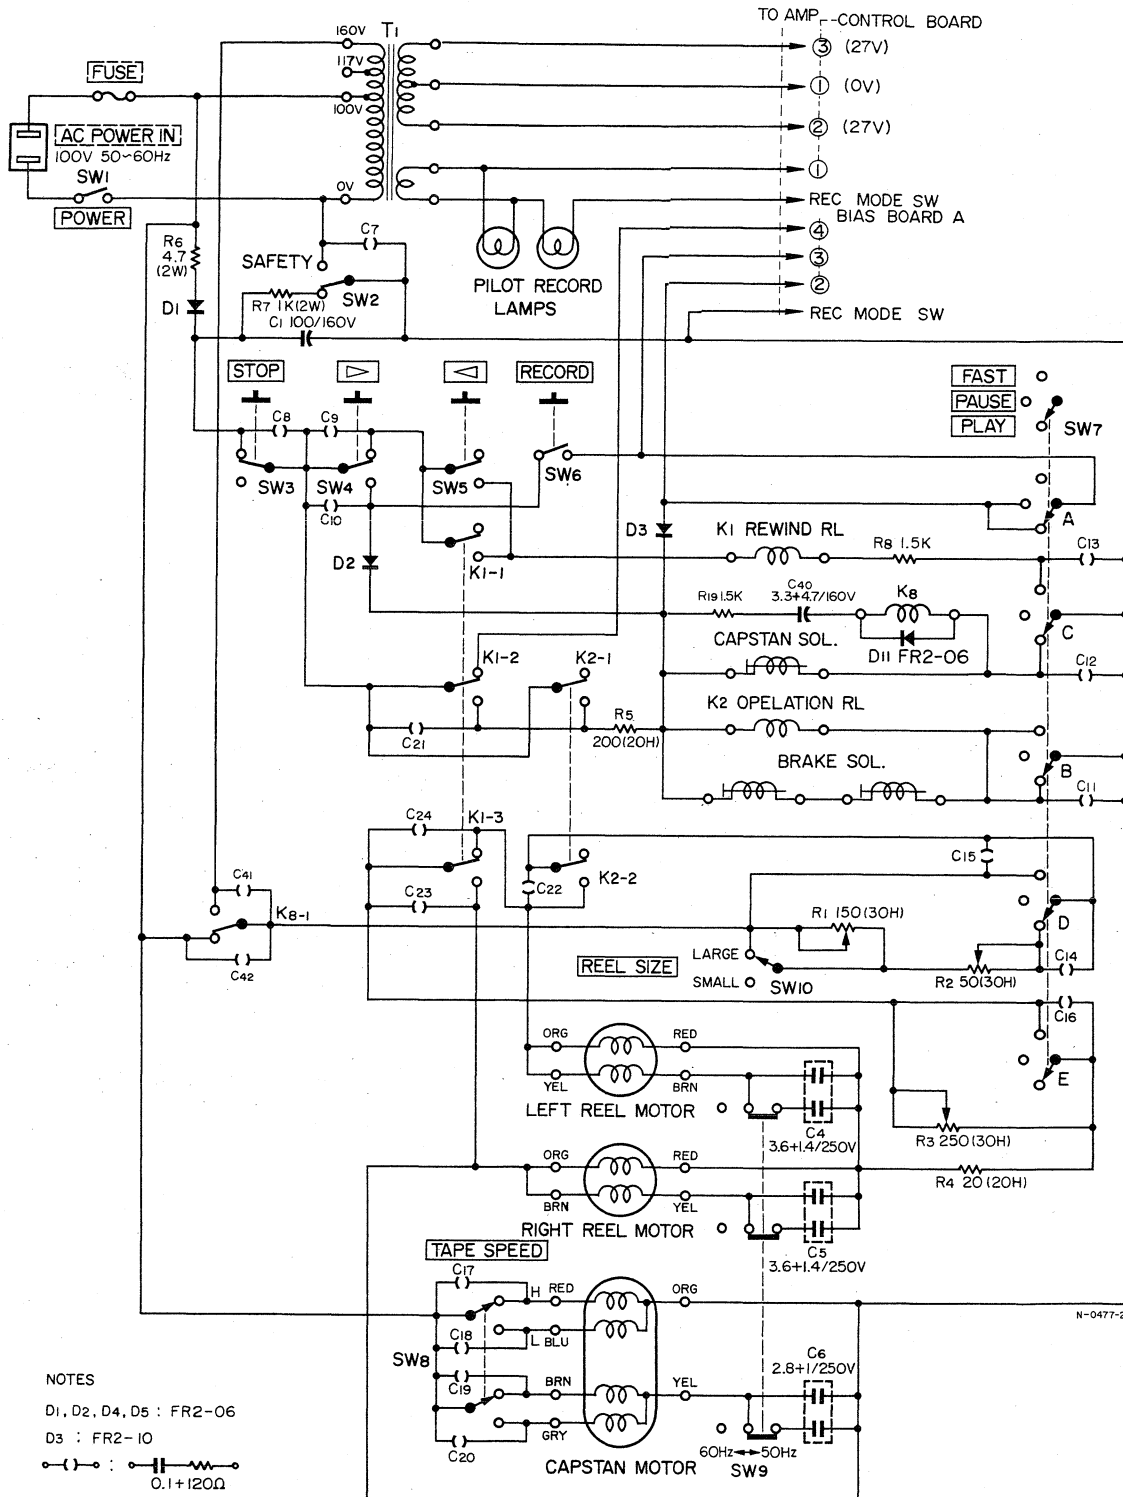 TO AMP
CONTROL BOARD
160V
T1
3 (27V)
117V
FUSE
1 (0V)
100V
AC POWER IN
100V 50~60Hz
2 (27V)
SW1
1
0V
POWER
REC MODE SW
BIAS BOARD A
4
R6
4.7
(2W)
C7
SAFETY
3
SW2
PILOT RECORD
LAMPS
2
D1
R7 1K(2W)
C1 100/160V
REC MODE SW
STOP
▷
◁
RECORD
FAST
PAUSE
PLAY
SW7
C8
C9
SW3
SW4
SW5
SW6
C10
A
D3
K1 REWIND RL
R8 1.5K
C13
D2
K1-1
R19 1.5K
C40
3.3+4.7/160V
K8
C
CAPSTAN SOL.
D11 FR2-06
K1-2
K2-1
C12
K2 OPELATION RL
R5
200(20H)
C21
BRAKE SOL.
B
C11
C24
K1-3
C15
C41
C23
C22
K2-2
K8-1
R1 150(30H)
D
C42
REEL SIZE
LARGE
SMALL
SW10
R2 50(30H)
C14
C16
ORG
RED
YEL
BRN
E
LEFT REEL MOTOR
C4
3.6+1.4/250V
R3 250(30H)
ORG
RED
R4 20(20H)
BRN
YEL
RIGHT REEL MOTOR
C5
3.6+1.4/250V
TAPE SPEED
C17
H RED
ORG
N-0477-2
C18
L BLU
SW8
C6
2.8+1/250V
C19
BRN
YEL
NOTES
D1, D2, D4, D5 : FR2-06
GRY
D3 : FR2-10
C20
60Hz ↔ 50Hz
CAPSTAN MOTOR
SW9
:
0.1+120Ω